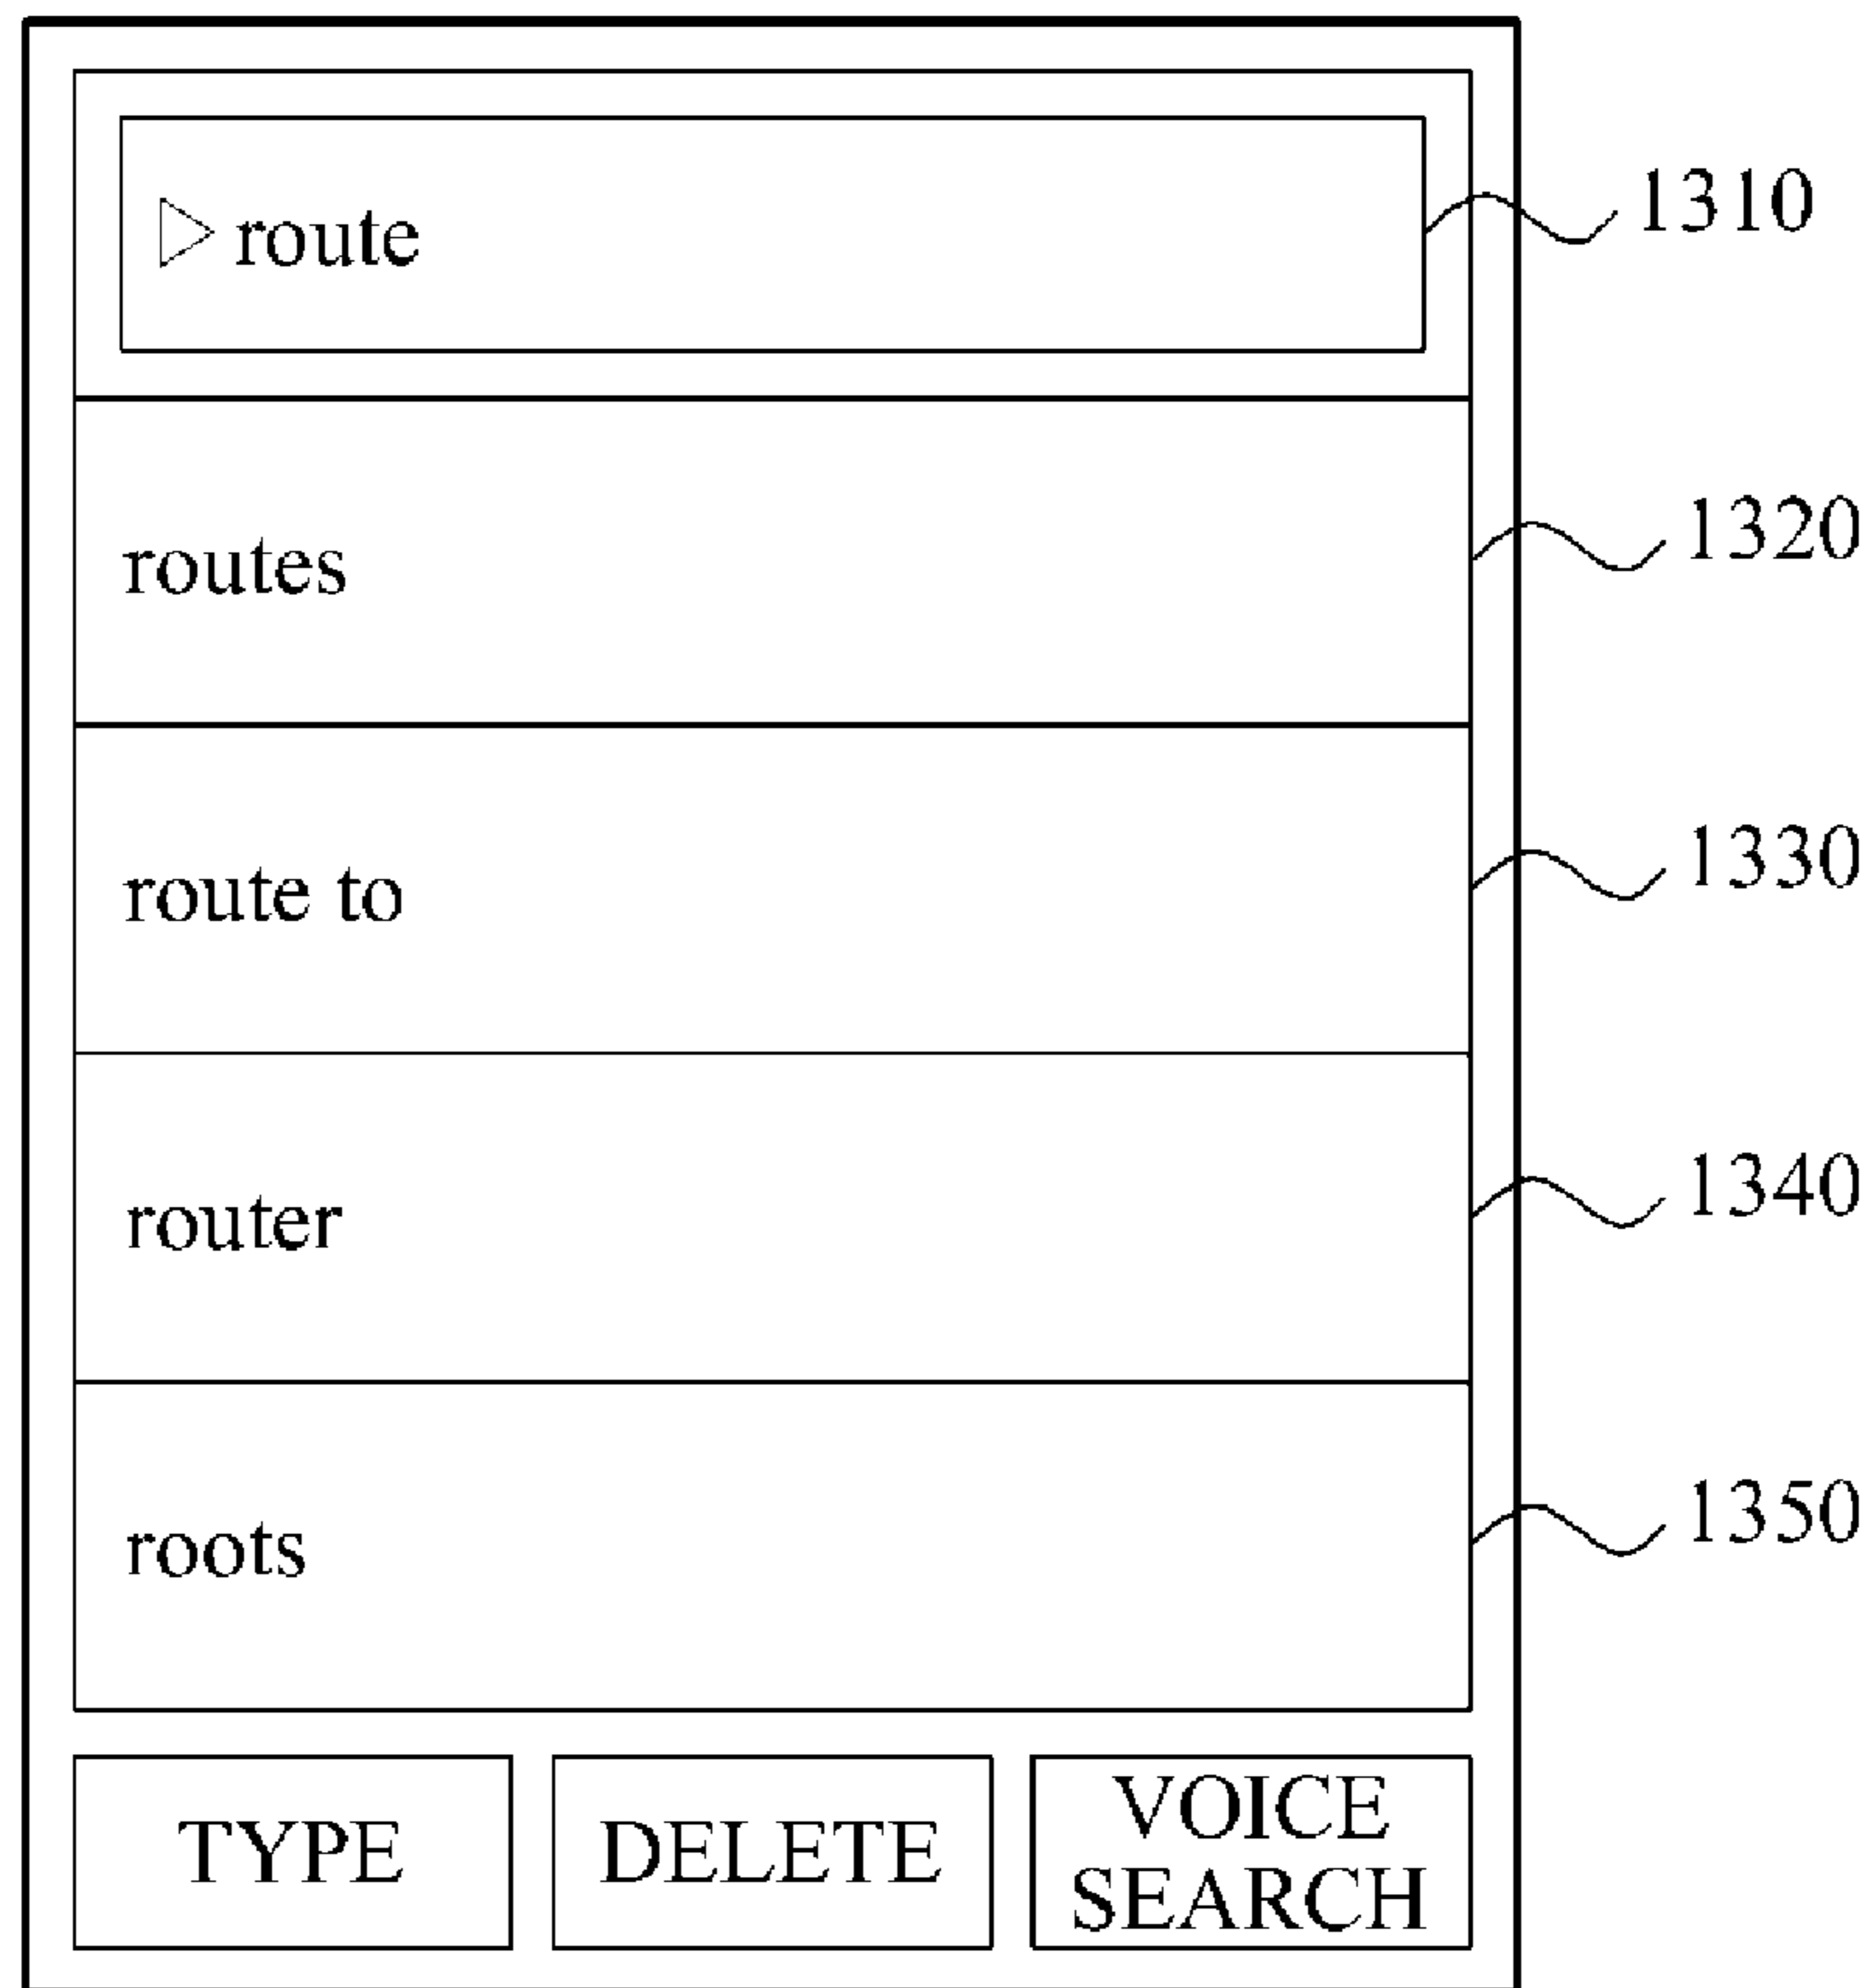 ▷ route 1310
routes 1320
route to 1330
router 1340
roots 1350
TYPE DELETE VOICE
SEARCH